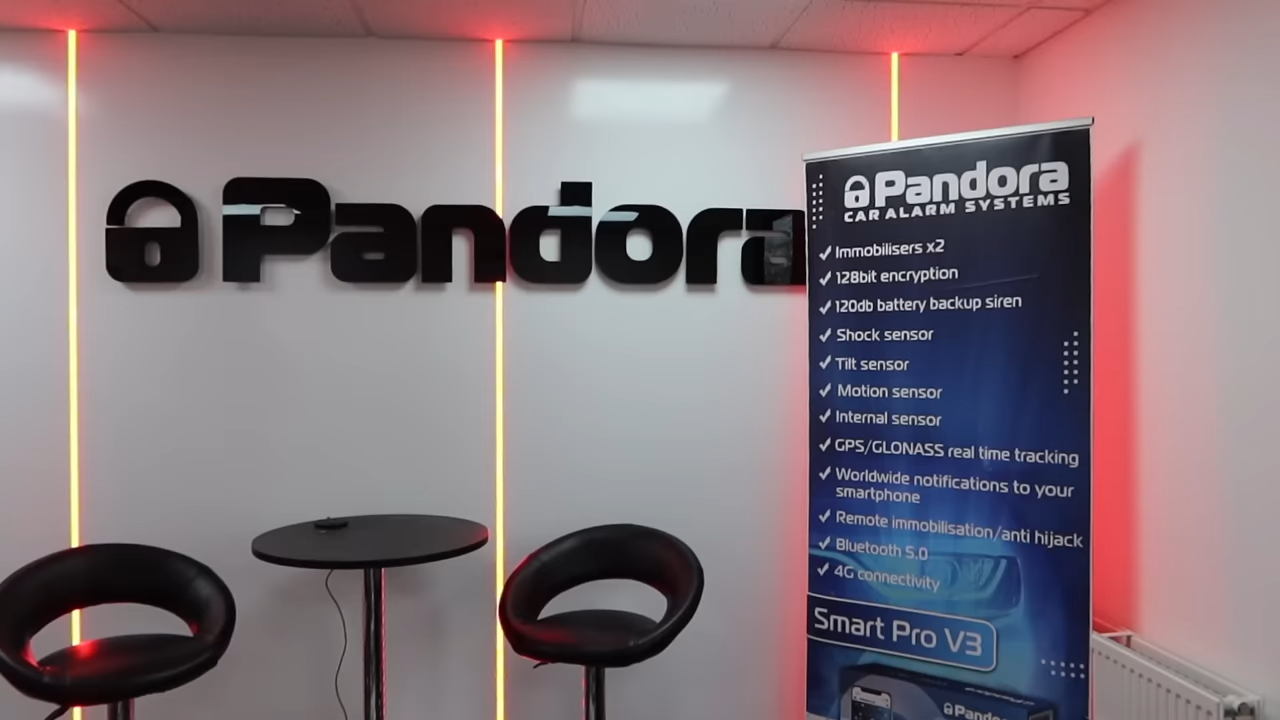 Pandora
Pandora
CAR ALARM SYSTEMS
Immobilisers x2
128bit encryption
120db battery backup siren
Shock sensor
Tilt sensor
Motion sensor
Internal sensor
GPS/GLONASS real time tracking
Worldwide notifications to your
smartphone
Remote immobilisation/anti hijack
Bluetooth 5.0
4G connectivity
Smart Pro V3
Pandora